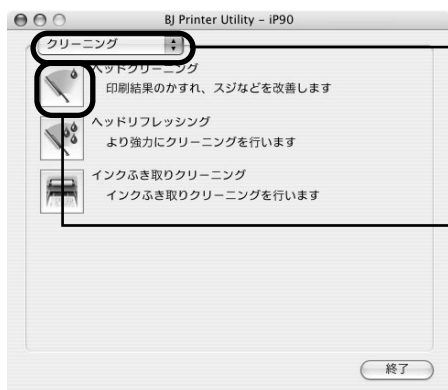 BJ Printer Utility – iP90
クリーニング
ヘッドクリーニング
印刷結果のかすれ、スジなどを改善します
ヘッドリフレッシング
より強力にクリーニングを行います
インクふき取りクリーニング
インクふき取りクリーニングを行います
終了